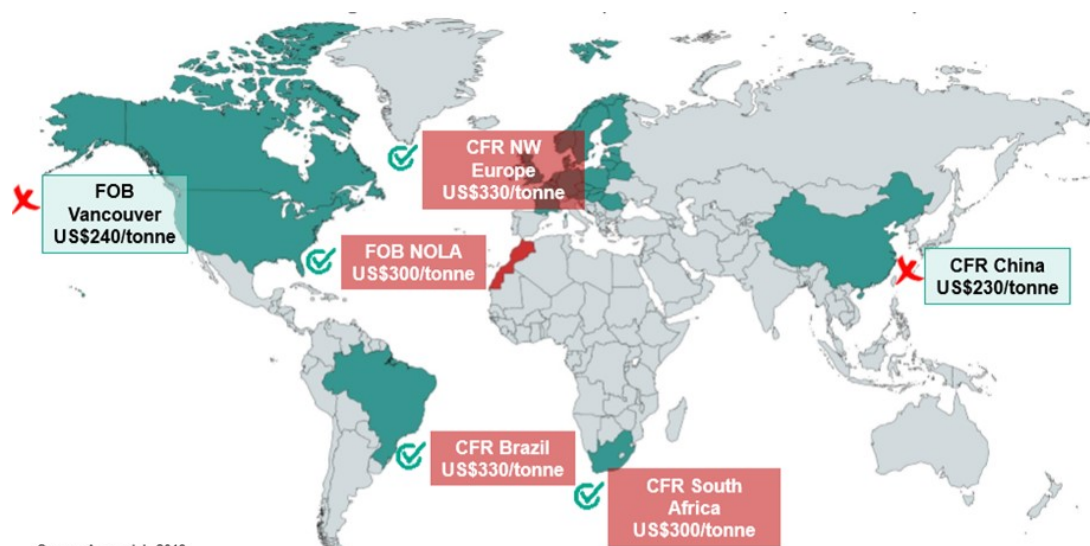 CFR NW
Europe
US$330/tonne
FOB
Vancouver
US$240/tonne
FOB NOLA
US$300/tonne
CFR China
US$230/tonne
CFR Brazil
US$330/tonne
CFR South
Africa
US$300/tonne